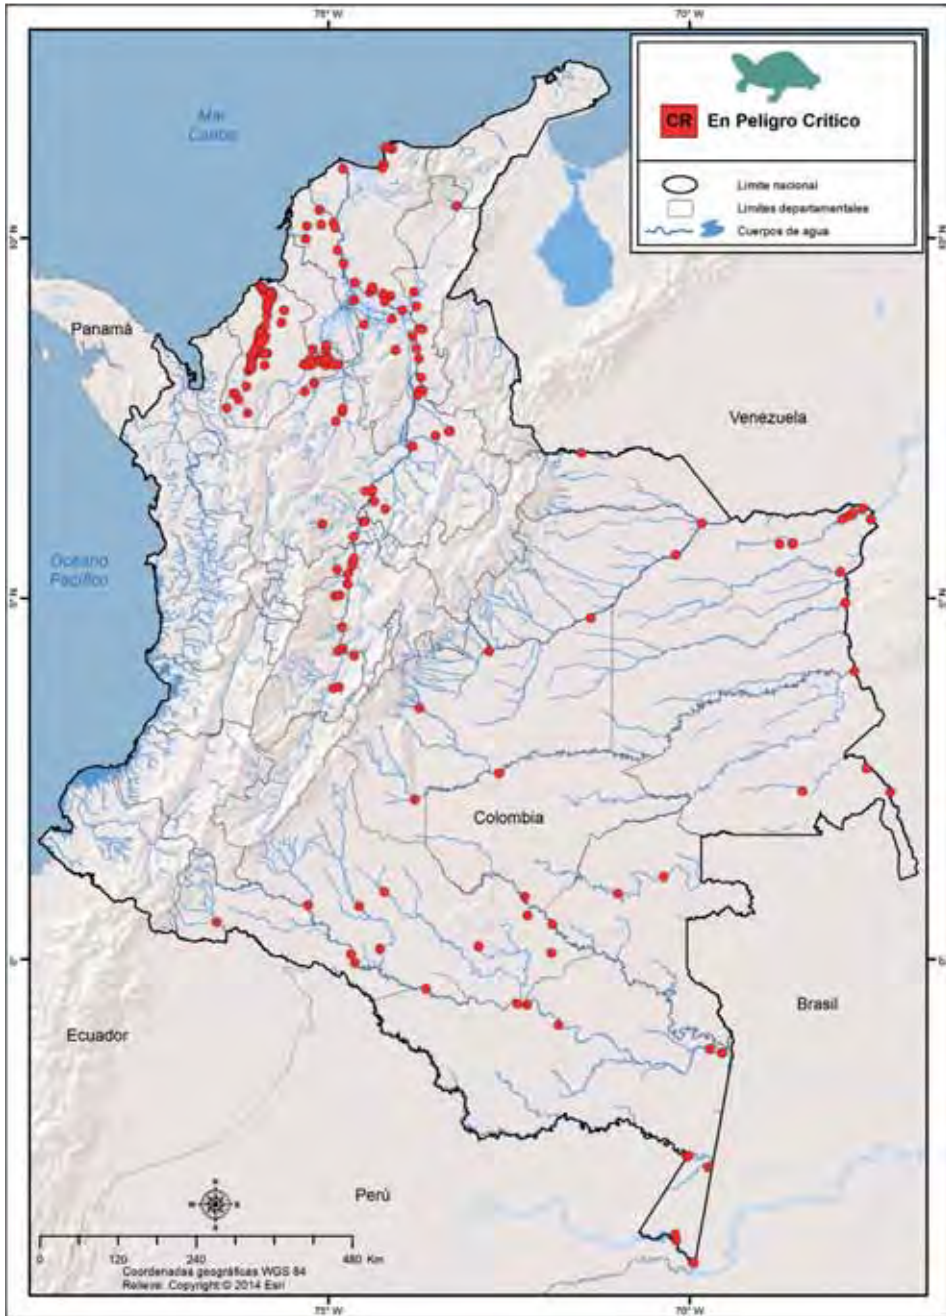 75° W 70° W
CR En Peligro Crítico
Limite nacional
Limites departamentales
Cuerpos de agua
Mar
Caribe
10° N 10° N
Panamá
Venezuela
Océano
Pacífico
5° N 5° N
Colombia
0° 0°
Ecuador
Brasil
Perú
0 120 240 480 Km
Coordenadas geográficas WGS 84
Relieve: Copyright:© 2014 Esri
75° W 70° W